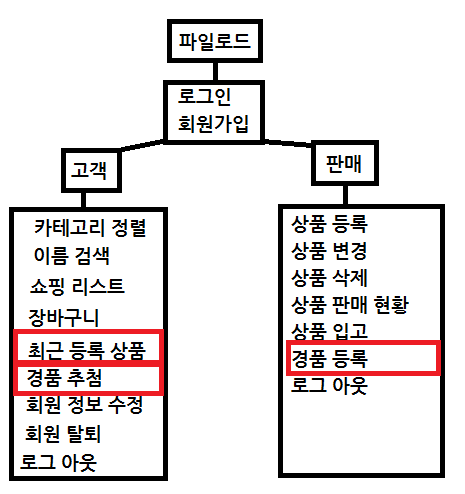 파일로드
로그인
회원가입
고객
판매
카테고리 정렬
이름 검색
쇼핑 리스트
장바구니
최근 등록 상품
경품 추첨
회원 정보 수정
회원 탈퇴
로그 아웃
상품 등록
상품 변경
상품 삭제
상품 판매 현황
상품 입고
경품 등록
로그 아웃